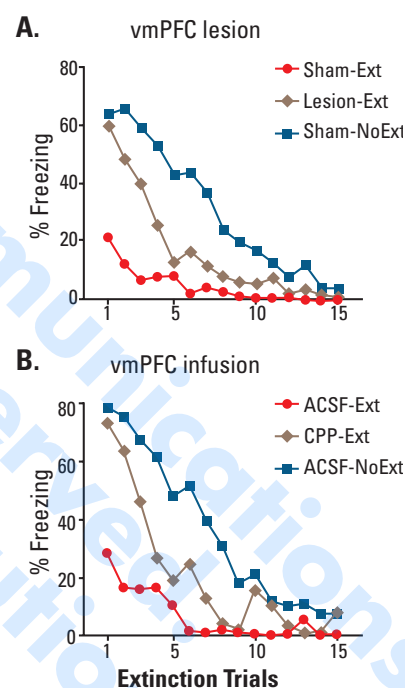 A.
vmPFC lesion
80
60
40
20
0
% Freezing
Sham-Ext
Lesion-Ext
Sham-NoExt
1 5 10 15
B.
vmPFC infusion
80
60
40
20
0
% Freezing
ACSF-Ext
CPP-Ext
ACSF-NoExt
1 5 10 15
Extinction Trials